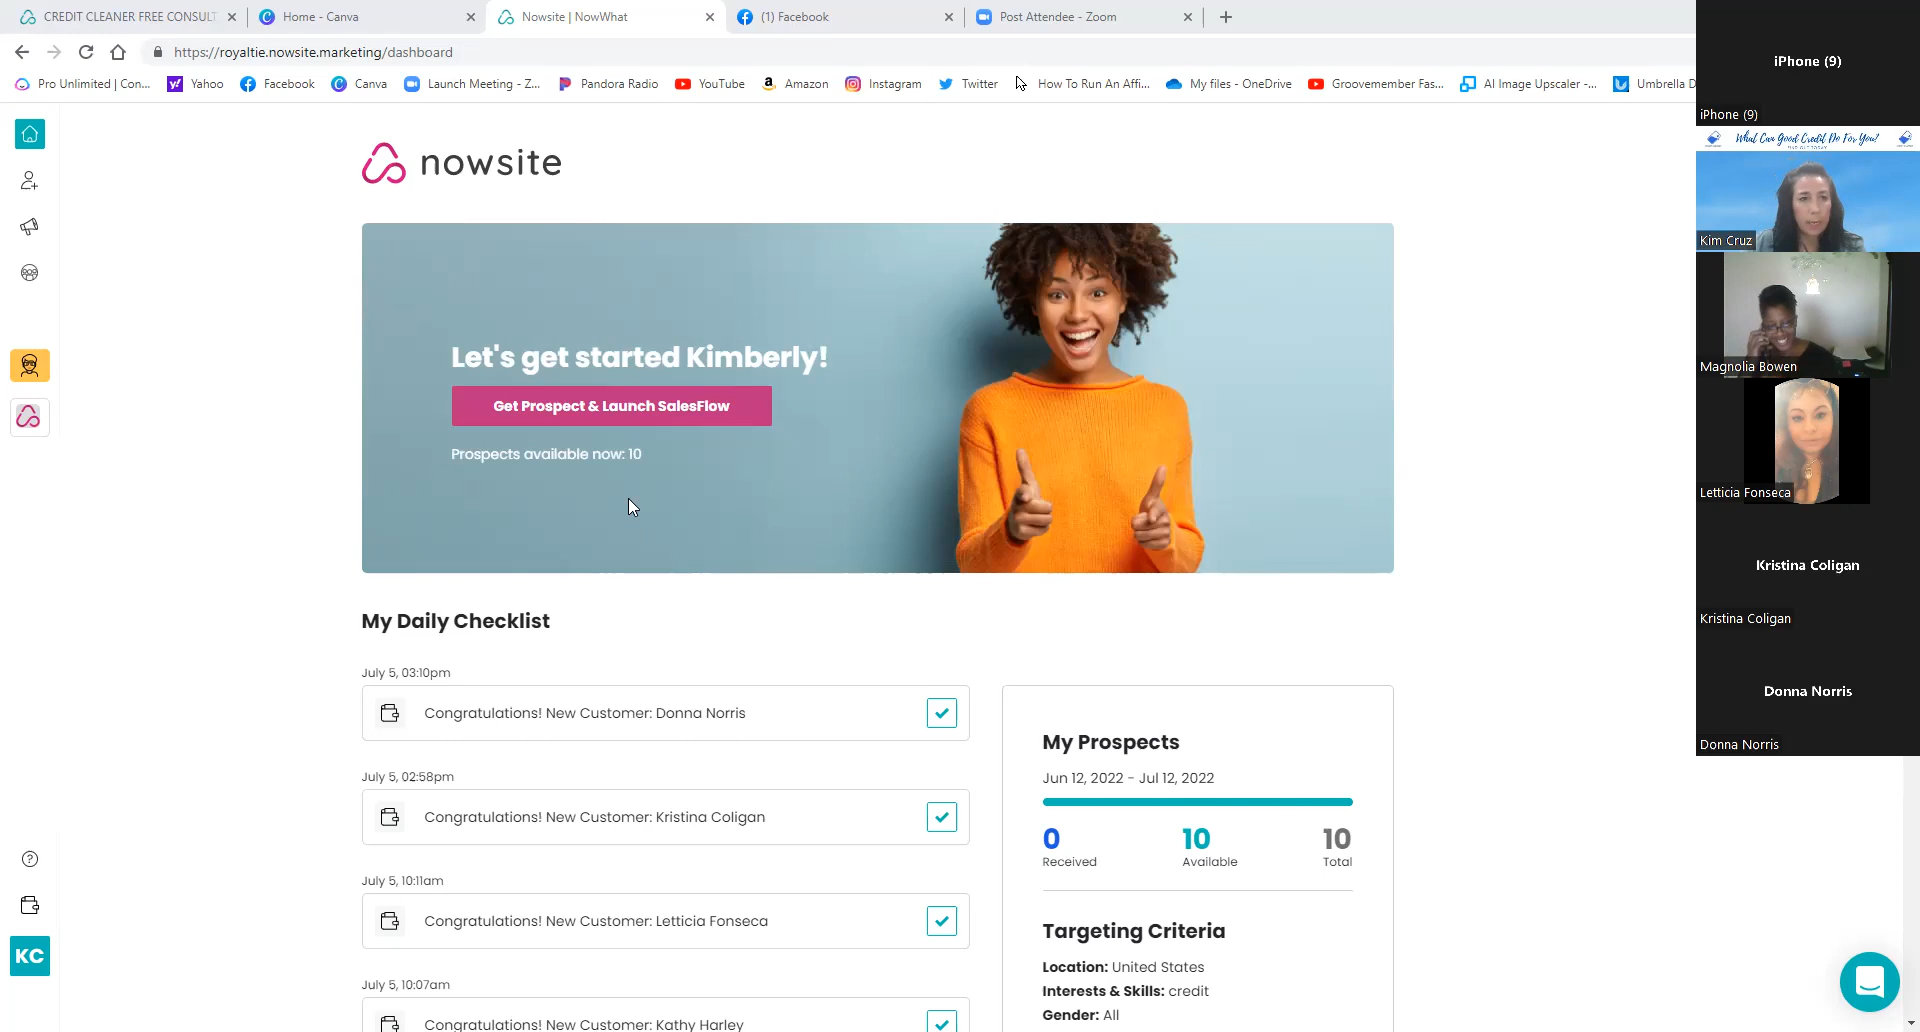 CREDIT CLEANER FREE CONSULT
Home - Canva
Nowsite | NowWhat
(1) Facebook
Post Attendee - Zoom
https://royaltie.nowsite.marketing/dashboard
Pro Unlimited | Con...
Yahoo
Facebook
Canva
Launch Meeting - Z...
Pandora Radio
YouTube
Amazon
Instagram
Twitter
How To Run An Affi...
My files - OneDrive
Groovemember Fas...
AI Image Upscaler -...
Umbrella D
nowsite
Let's get started Kimberly!
Get Prospect & Launch SalesFlow
Prospects available now: 10
My Daily Checklist
July 5, 03:10pm
Congratulations! New Customer: Donna Norris
July 5, 02:58pm
Congratulations! New Customer: Kristina Coligan
July 5, 10:11am
Congratulations! New Customer: Letticia Fonseca
July 5, 10:07am
Congratulations! New Customer: Kathy Harley
My Prospects
Jun 12, 2022 - Jul 12, 2022
0 10 10
Received Available Total
Targeting Criteria
Location: United States
Interests & Skills: credit
Gender: All
KC
iPhone (9)
iPhone (9)
What Can Good Credit Do For You?
Kim Cruz
Magnolia Bowen
Letticia Fonseca
Kristina Coligan
Kristina Coligan
Donna Norris
Donna Norris